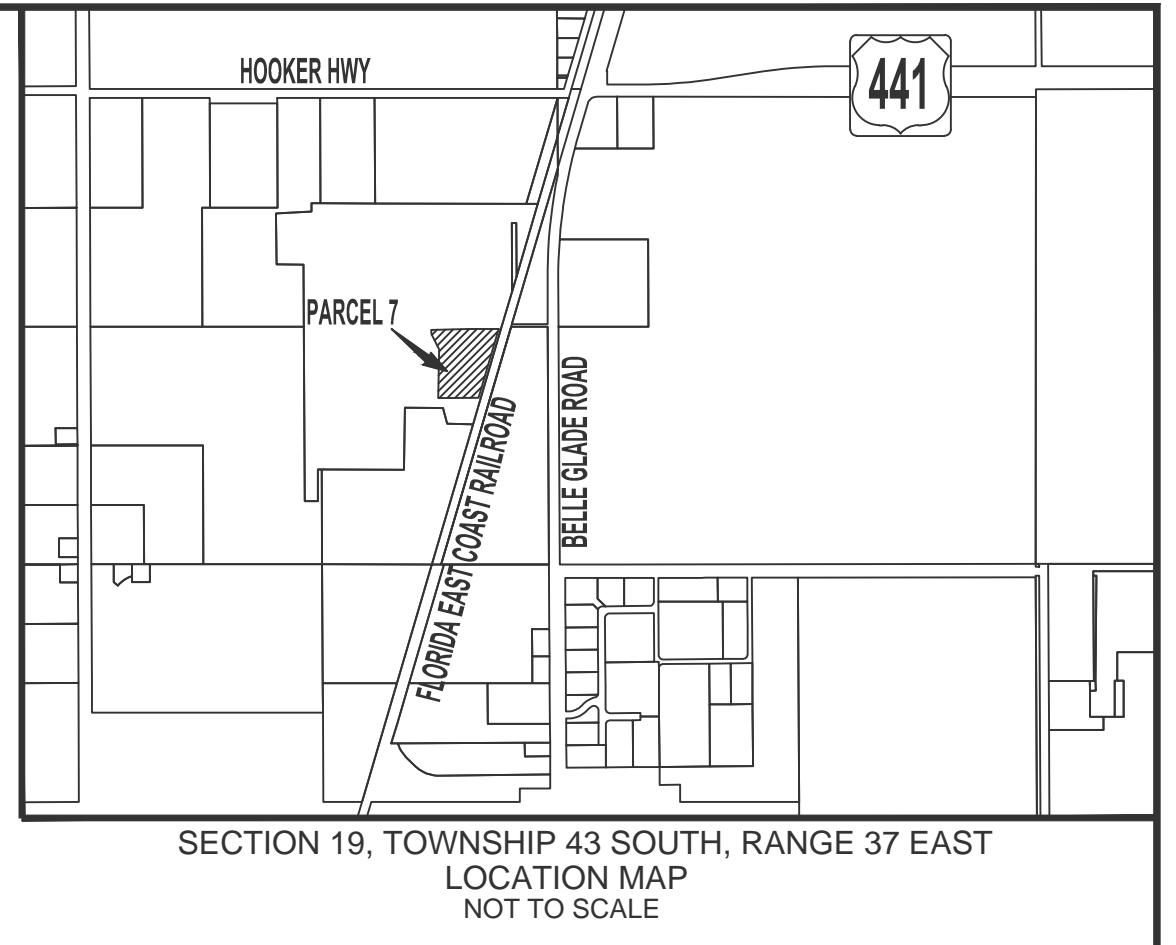 HOOKER HWY
441
PARCEL 7
BELLE GLADE ROAD
FLORIDA EAST COAST RAILROAD
SECTION 19, TOWNSHIP 43 SOUTH, RANGE 37 EAST
LOCATION MAP
NOT TO SCALE